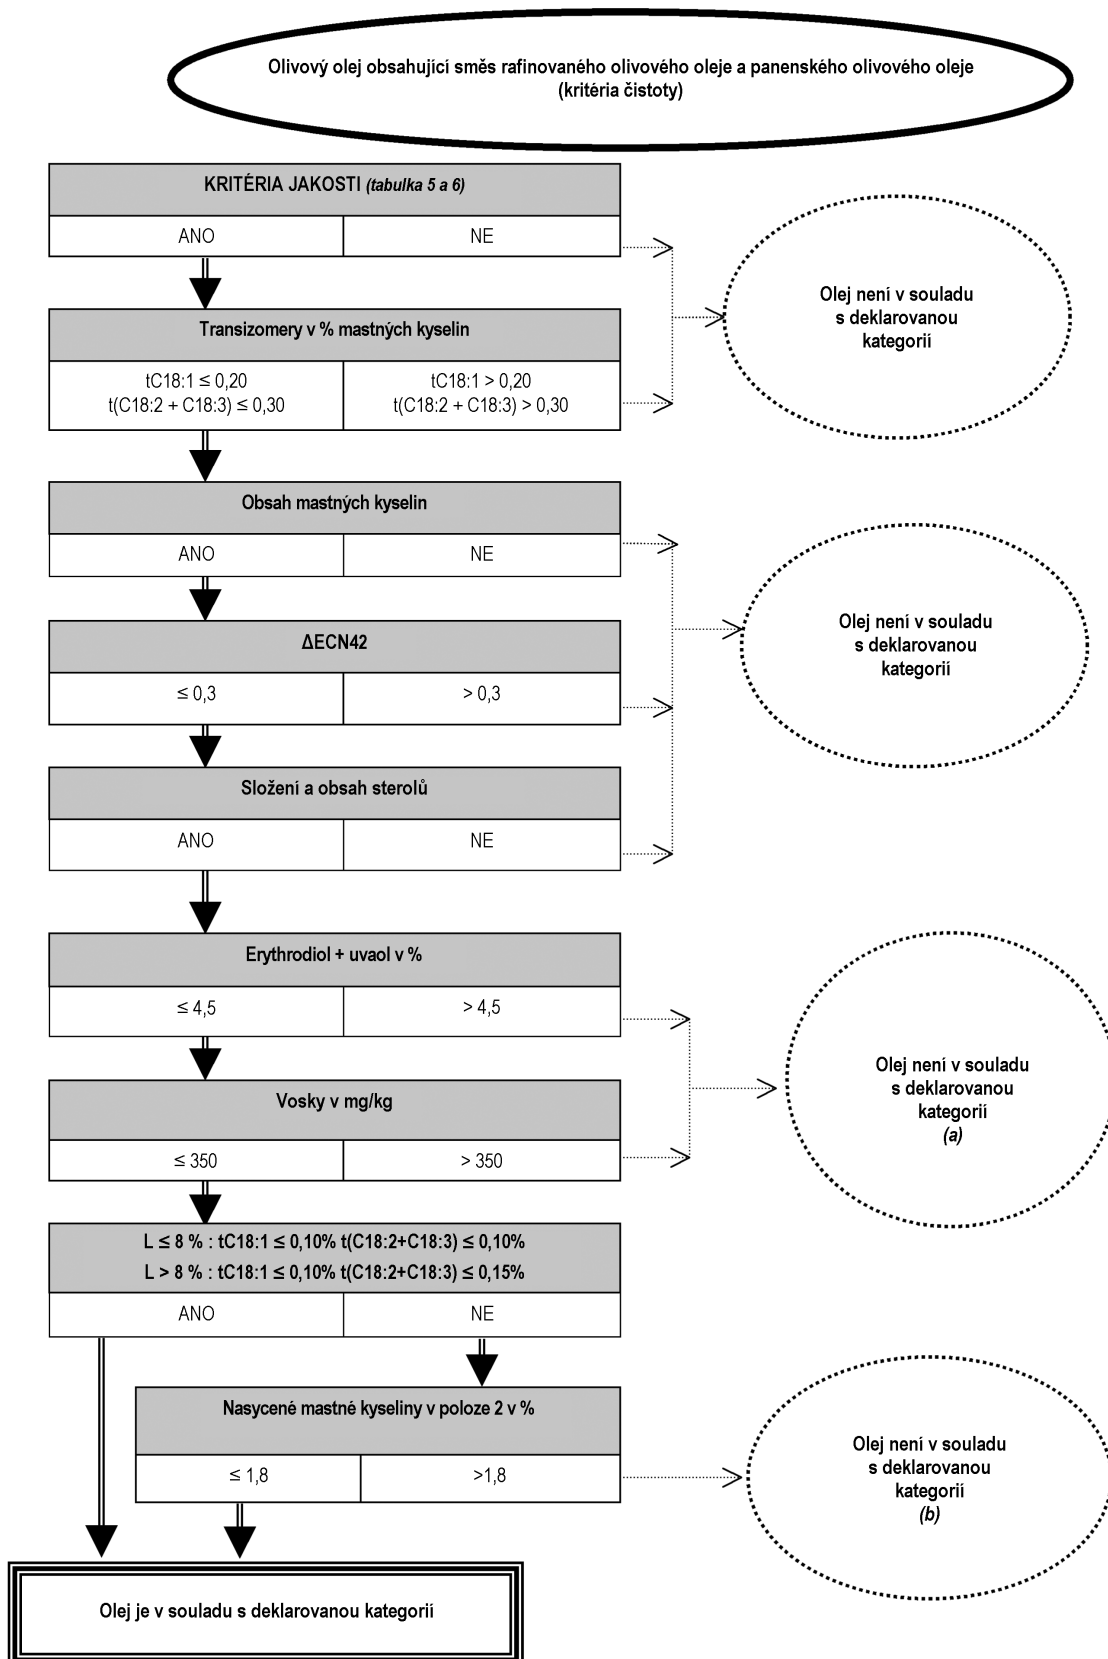 Olivový olej obsahující směs rafinovaného olivového oleje a panenského olivového oleje
(kritéria čistoty)
KRITÉRIA JAKOSTI (tabulka 5 a 6)
ANO NE
Olej není v souladu
s deklarovanou
kategorií
Transizomery v % mastných kyselin
tC18:1 ≤ 0,20 tC18:1 > 0,20
t(C18:2 + C18:3) ≤ 0,30 t(C18:2 + C18:3) > 0,30
Obsah mastných kyselin
ANO NE
Olej není v souladu
s deklarovanou
kategorií
ΔECN42
≤ 0,3 > 0,3
Složení a obsah sterolů
ANO NE
Erythrodiol + uvaol v %
≤ 4,5 > 4,5
Olej není v souladu
s deklarovanou
kategorií
(a)
Vosky v mg/kg
≤ 350 > 350
L ≤ 8 % : tC18:1 ≤ 0,10% t(C18:2+C18:3) ≤ 0,10%
L > 8 % : tC18:1 ≤ 0,10% t(C18:2+C18:3) ≤ 0,15%
ANO NE
Nasycené mastné kyseliny v poloze 2 v %
≤ 1,8 >1,8
Olej není v souladu
s deklarovanou
kategorií
(b)
Olej je v souladu s deklarovanou kategorií